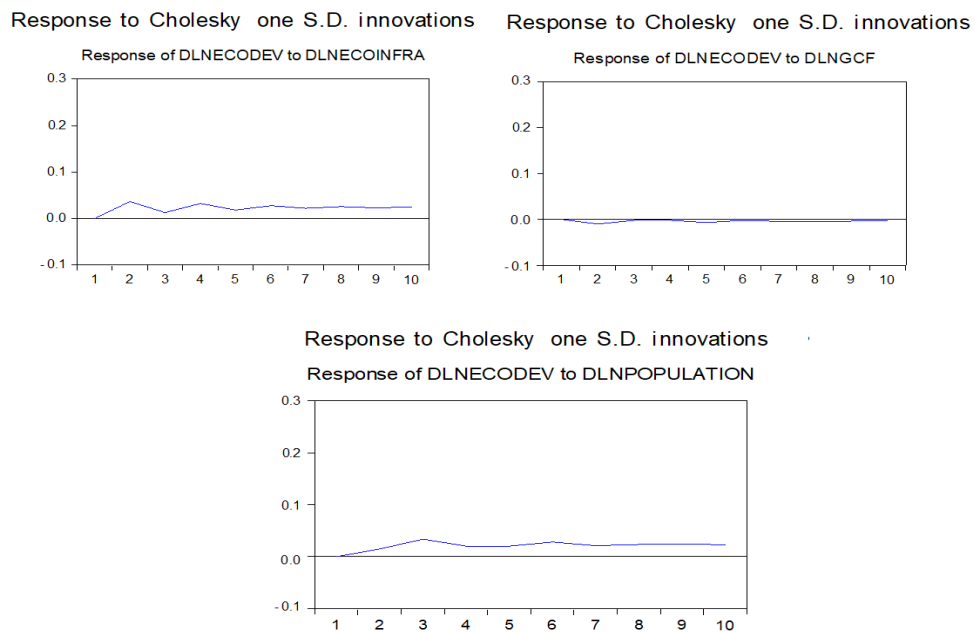 Response to Cholesky one S.D. innovations
Response of DLNECODEV to DLNECOINFRA
0.3
0.2
0.1
0.0
-0.1
1 2 3 4 5 6 7 8 9 10
Response to Cholesky one S.D. innovations
Response of DLNECODEV to DLNGCF
0.3
0.2
0.1
0.0
-0.1
1 2 3 4 5 6 7 8 9 10
Response to Cholesky one S.D. innovations
Response of DLNECODEV to DLNPOPULATION
0.3
0.2
0.1
0.0
-0.1
1 2 3 4 5 6 7 8 9 10